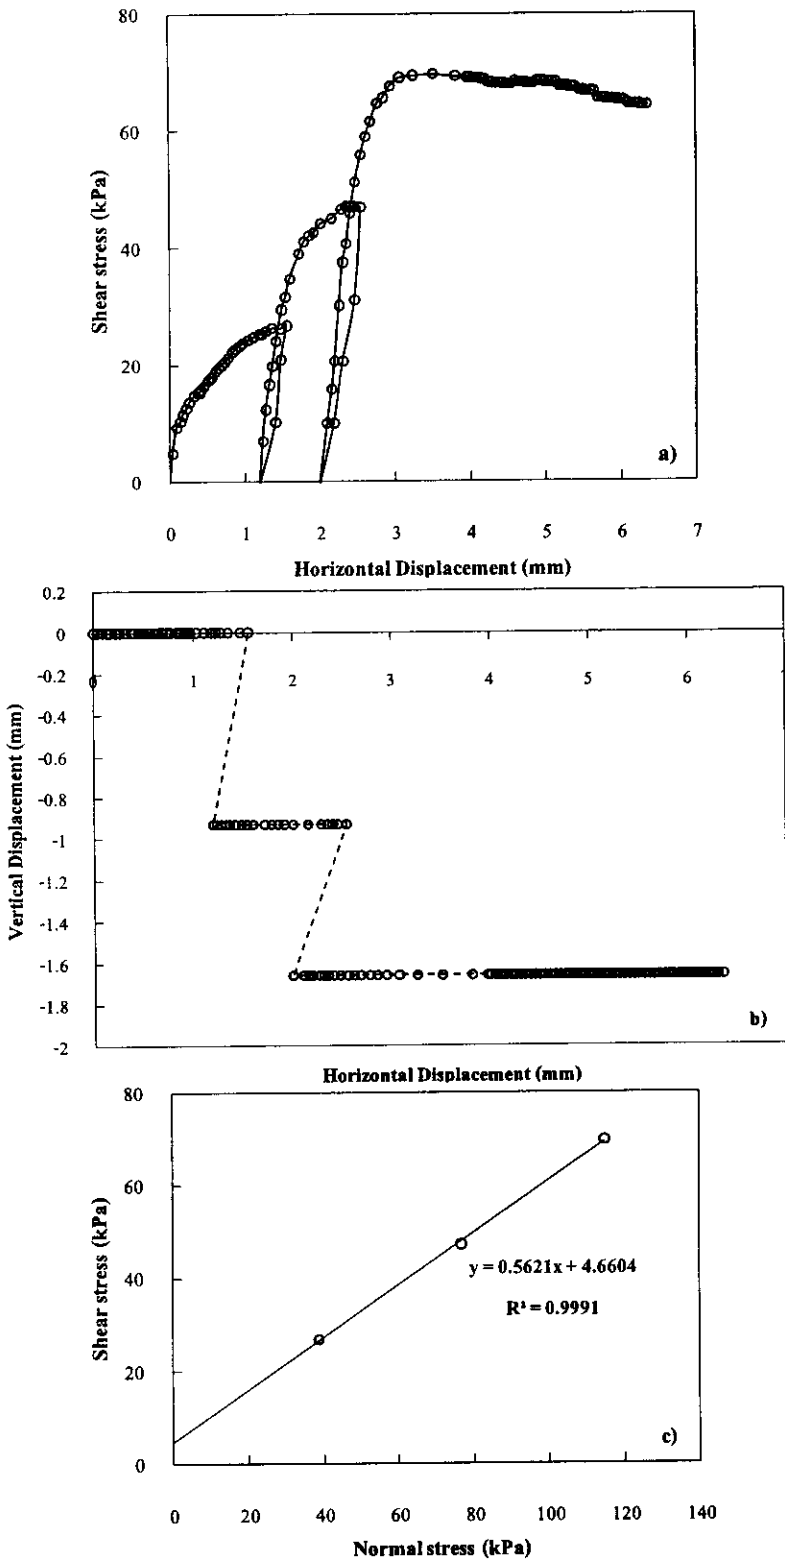 80
60
40
20
0
Shear stress (kPa)
a)
0 1 2 3 4 5 6 7
Horizontal Displacement (mm)
0.2
0
-0.2
-0.4
-0.6
-0.8
-1
-1.2
-1.4
-1.6
-1.8
-2
Vertical Displacement (mm)
0 1 2 3 4 5 6
b)
Horizontal Displacement (mm)
80
60
40
20
0
Shear stress (kPa)
y = 0.5621x + 4.6604
R² = 0.9991
c)
0 20 40 60 80 100 120 140
Normal stress (kPa)